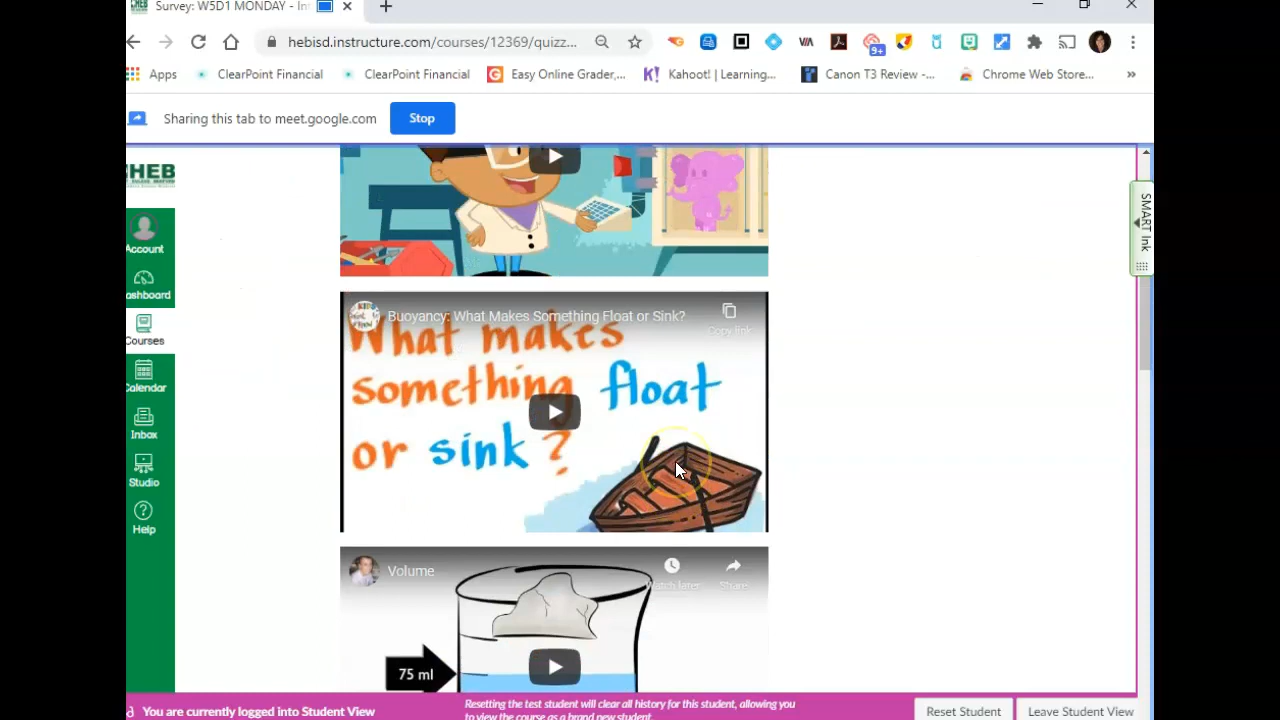 Survey: W5D1 MONDAY - Ins
hebisd.instructure.com/courses/12369/quizz...
9+
Apps
ClearPoint Financial
ClearPoint Financial
Easy Online Grader,...
Kahoot! | Learning...
Canon T3 Review -...
Chrome Web Store...
»
Sharing this tab to meet.google.com
Stop
HEB
Account
ashboard
Courses
Calendar
Inbox
Studio
Help
SMART Ink
Buoyancy: What Makes Something Float or Sink?
Copy link
What makes
something float
or sink?
Volume
Watch later
Share
75 ml
You are currently logged into Student View
Resetting the test student will clear all history for this student, allowing you
to view the course as a brand new student.
Reset Student
Leave Student View